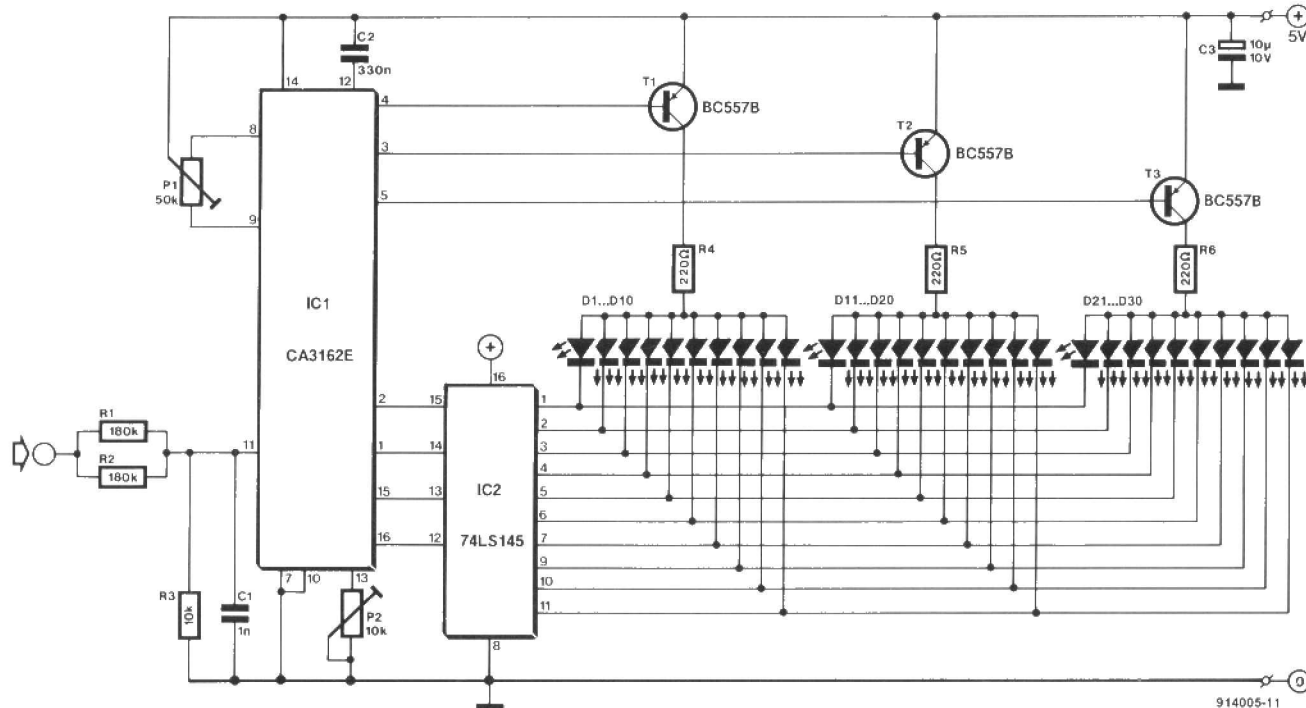 C2
330n
14
12
T1
4
BC557B
C3
10µ
10V
+
5V
8
T2
3
BC557B
P1
50k
T3
5
BC557B
9
R4
220Ω
R5
220Ω
R6
220Ω
IC1
CA3162E
D1...D10
D11...D20
D21...D30
+
16
2
15
1
R1
180k
2
11
1
14
3
R2
180k
4
IC2
15
13
5
6
16
12
74LS145
7
9
7
10
13
10
R3
10k
C1
1n
P2
10k
11
8
0
914005-11